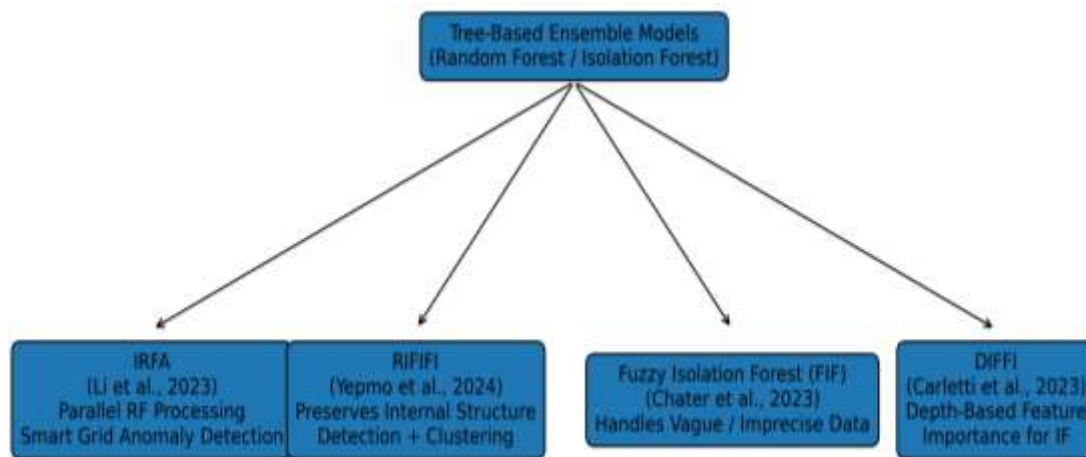 Tree-Based Ensemble Models
(Random Forest / Isolation Forest)
IRFA
(Li et al., 2023)
Parallel RF Processing
Smart Grid Anomaly Detection
RIFIFI
(Yepmo et al., 2024)
Preserves Internal Structure
Detection + Clustering
Fuzzy Isolation Forest (FIF)
(Chater et al., 2023)
Handles Vague / Imprecise Data
DIFFI
(Carletti et al., 2023)
Depth-Based Feature
Importance for IF